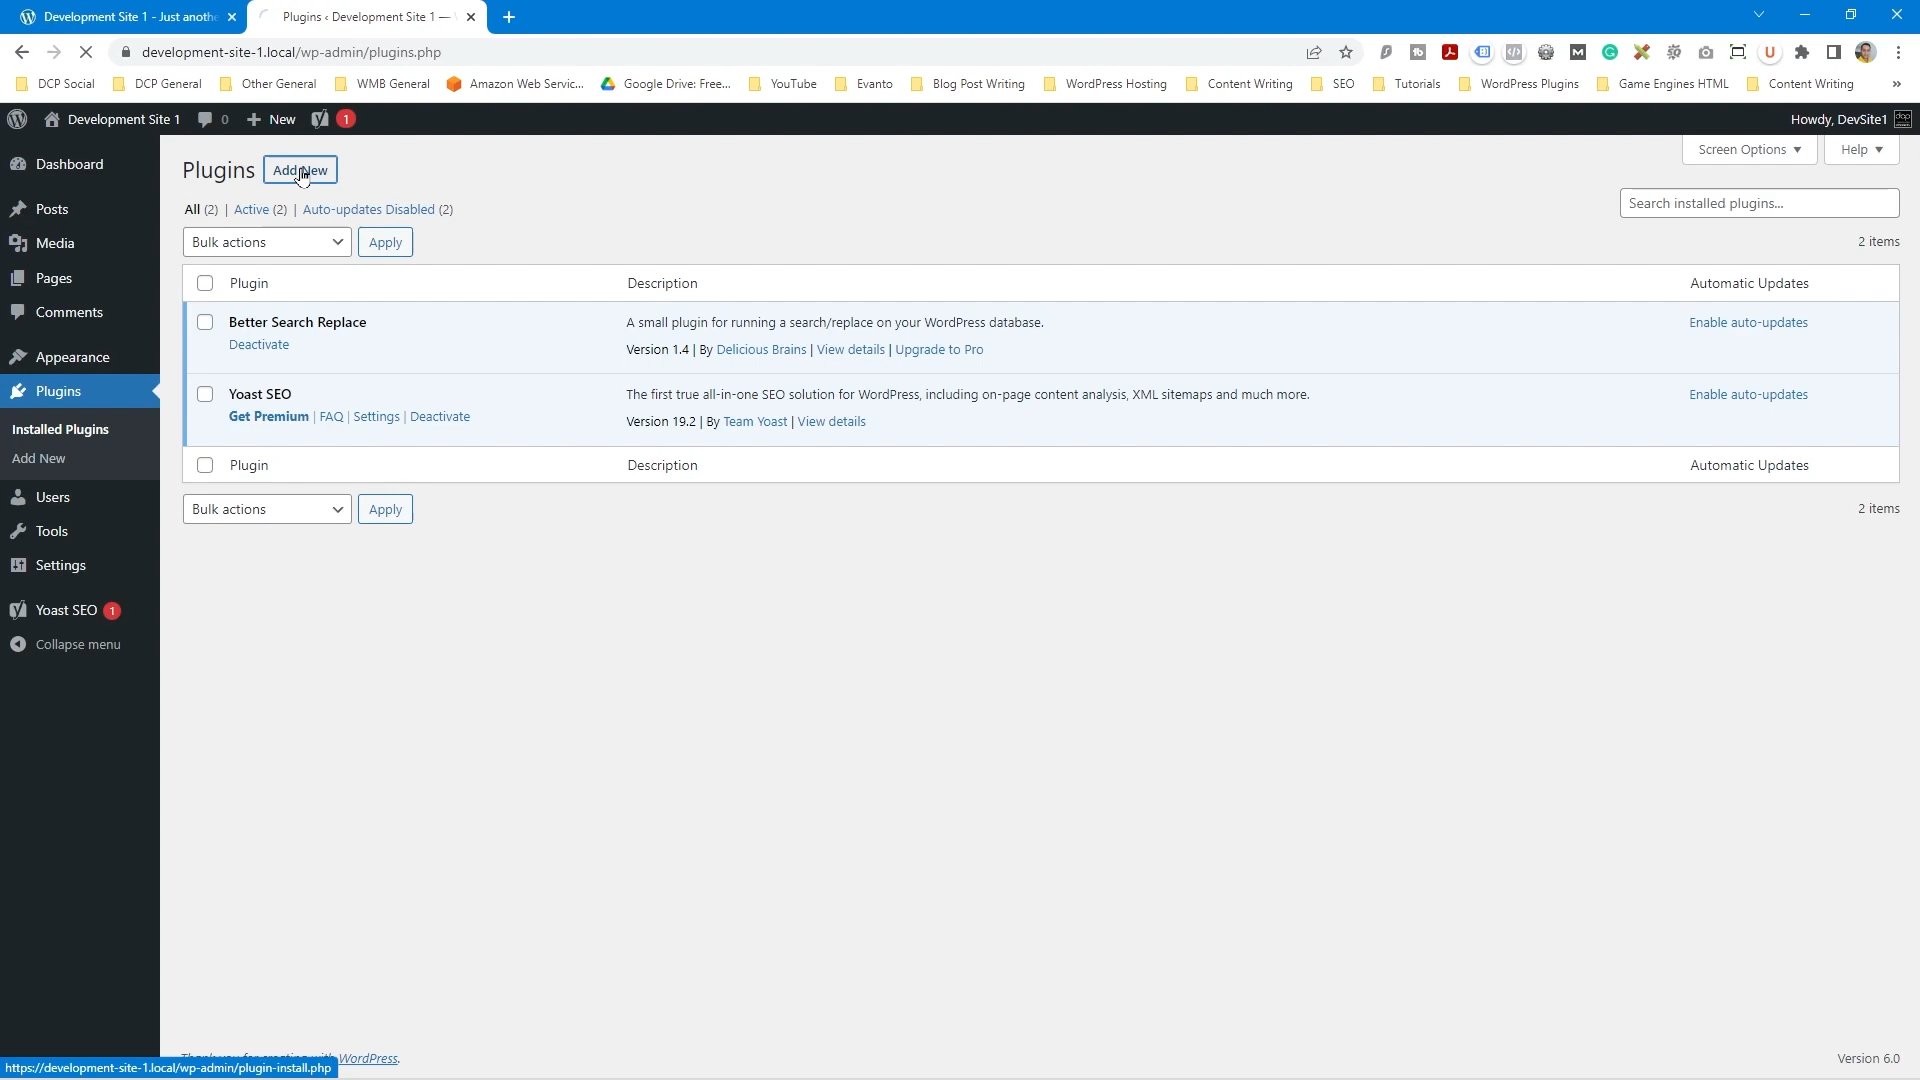 Development Site 1 - Just anothe
Plugins ‹ Development Site 1 —
development-site-1.local/wp-admin/plugins.php
DCP Social
DCP General
Other General
WMB General
Amazon Web Servic...
Google Drive: Free...
YouTube
Evanto
Blog Post Writing
WordPress Hosting
Content Writing
SEO
Tutorials
WordPress Plugins
Game Engines HTML
Content Writing
»
Development Site 1
0
New
1
Howdy, DevSite1
Dashboard
Posts
Media
Pages
Comments
Appearance
Plugins
Installed Plugins
Add New
Users
Tools
Settings
Yoast SEO 1
Collapse menu
Screen Options
Help
Plugins
Add New
All (2) | Active (2) | Auto-updates Disabled (2)
Search installed plugins...
Bulk actions
Apply
2 items
Plugin
Description
Automatic Updates
Better Search Replace
A small plugin for running a search/replace on your WordPress database.
Enable auto-updates
Deactivate
Version 1.4 | By Delicious Brains | View details | Upgrade to Pro
Yoast SEO
The first true all-in-one SEO solution for WordPress, including on-page content analysis, XML sitemaps and much more.
Enable auto-updates
Get Premium | FAQ | Settings | Deactivate
Version 19.2 | By Team Yoast | View details
Plugin
Description
Automatic Updates
Bulk actions
Apply
2 items
Thank you for creating with WordPress.
Version 6.0
https://development-site-1.local/wp-admin/plugin-install.php